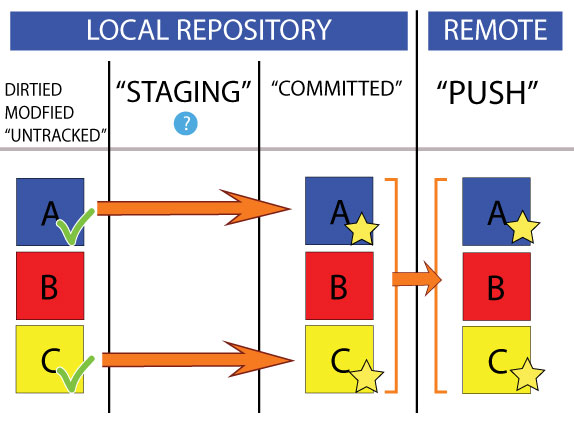 LOCAL REPOSITORY
REMOTE
DIRTIED
MODFIED
“UNTRACKED”
“STAGING”
?
“COMMITTED”
“PUSH”
A
A
A
B
B
B
C
C
C